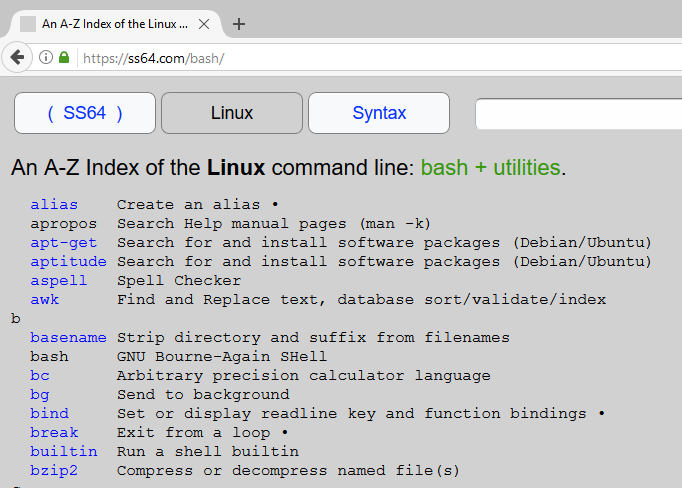 An A-Z Index of the Linux ...
https://ss64.com/bash/
( SS64 ) Linux Syntax
An A-Z Index of the Linux command line: bash + utilities.
alias Create an alias •
apropos Search Help manual pages (man -k)
apt-get Search for and install software packages (Debian/Ubuntu)
aptitude Search for and install software packages (Debian/Ubuntu)
aspell Spell Checker
awk Find and Replace text, database sort/validate/index
b
basename Strip directory and suffix from filenames
bash GNU Bourne-Again SHell
bc Arbitrary precision calculator language
bg Send to background
bind Set or display readline key and function bindings •
break Exit from a loop •
builtin Run a shell builtin
bzip2 Compress or decompress named file(s)